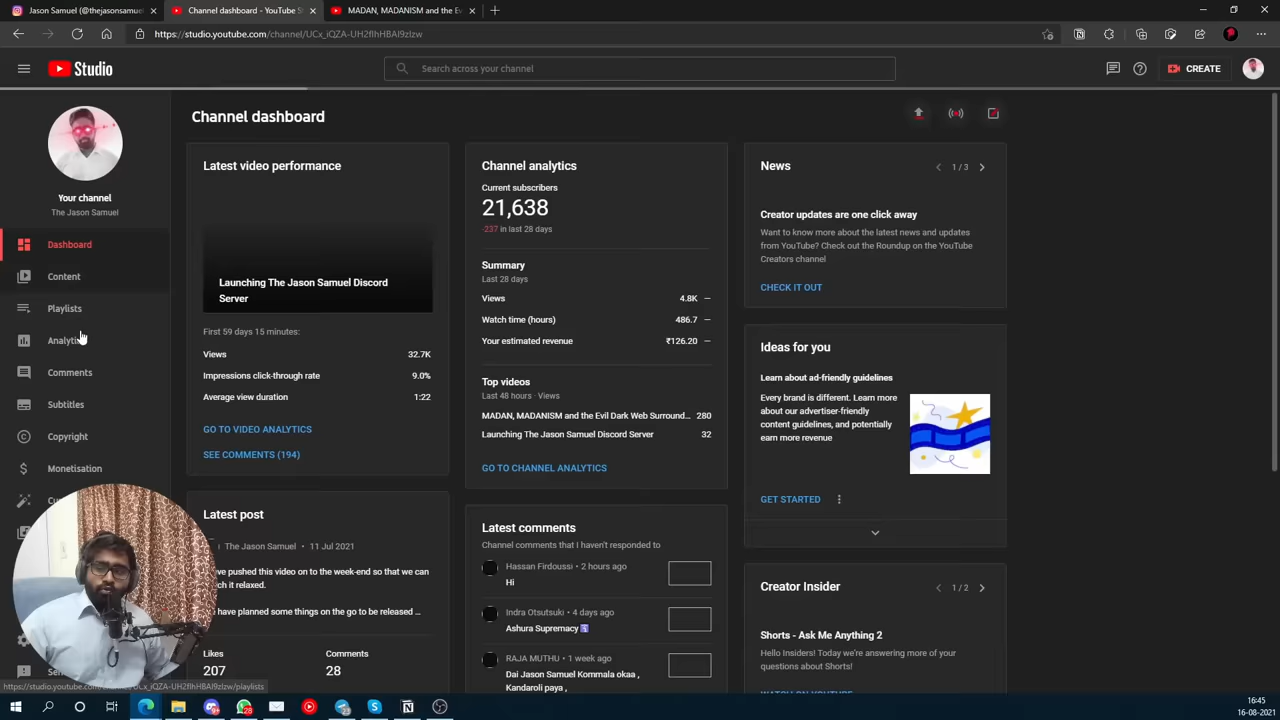 Jason Samuel (@thejasonsamuel
Channel dashboard - YouTube S
MADAN, MADANISM and the Ev
https://studio.youtube.com/channel/UCx_iQZA-UH2flhHBAI9zlzw
Studio
Search across your channel
CREATE
Your channel
The Jason Samuel
Dashboard
Content
Playlists
Comments
Subtitles
Copyright
Monetisation
Channel dashboard
Latest video performance
Launching The Jason Samuel Discord
Server
First 59 days 15 minutes:
Views 32.7K
Impressions click-through rate 9.0%
Average view duration 1:22
GO TO VIDEO ANALYTICS
SEE COMMENTS (194)
Latest post
The Jason Samuel • 11 Jul 2021
pushed this video on to the week-end so that we can
ch it relaxed.
have planned some things on the go to be released ...
Likes Comments
207 28
Channel analytics
Current subscribers
21,638
-237 in last 28 days
Summary
Last 28 days
Views 4.8K —
Watch time (hours) 486.7 —
Your estimated revenue ₹126.20 —
Top videos
Last 48 hours · Views
MADAN, MADANISM and the Evil Dark Web Surround... 280
Launching The Jason Samuel Discord Server 32
GO TO CHANNEL ANALYTICS
Latest comments
Channel comments that I haven't responded to
Hassan Firdoussi • 2 hours ago
Hi
Indra Otsutsuki • 4 days ago
Ashura Supremacy
RAJA MUTHU • 1 week ago
Dai Jason Samuel Kommala okaa ,
Kandaroli paya ,
News
1 / 3
Creator updates are one click away
Want to know more about the latest news and updates
from YouTube? Check out the Roundup on the YouTube
Creators channel
CHECK IT OUT
Ideas for you
Learn about ad-friendly guidelines
Every brand is different. Learn more
about our advertiser-friendly
content guidelines, and potentially
earn more revenue
GET STARTED
Creator Insider
1 / 2
Shorts - Ask Me Anything 2
Hello Insiders! Today we're answering more of your
questions about Shorts!
WATCH ON YOUTUBE
https://studio.youtube.com/channel/UCx_iQZA-UH2flhHBAI9zlzw/playlists
28
16:45
16-08-2021